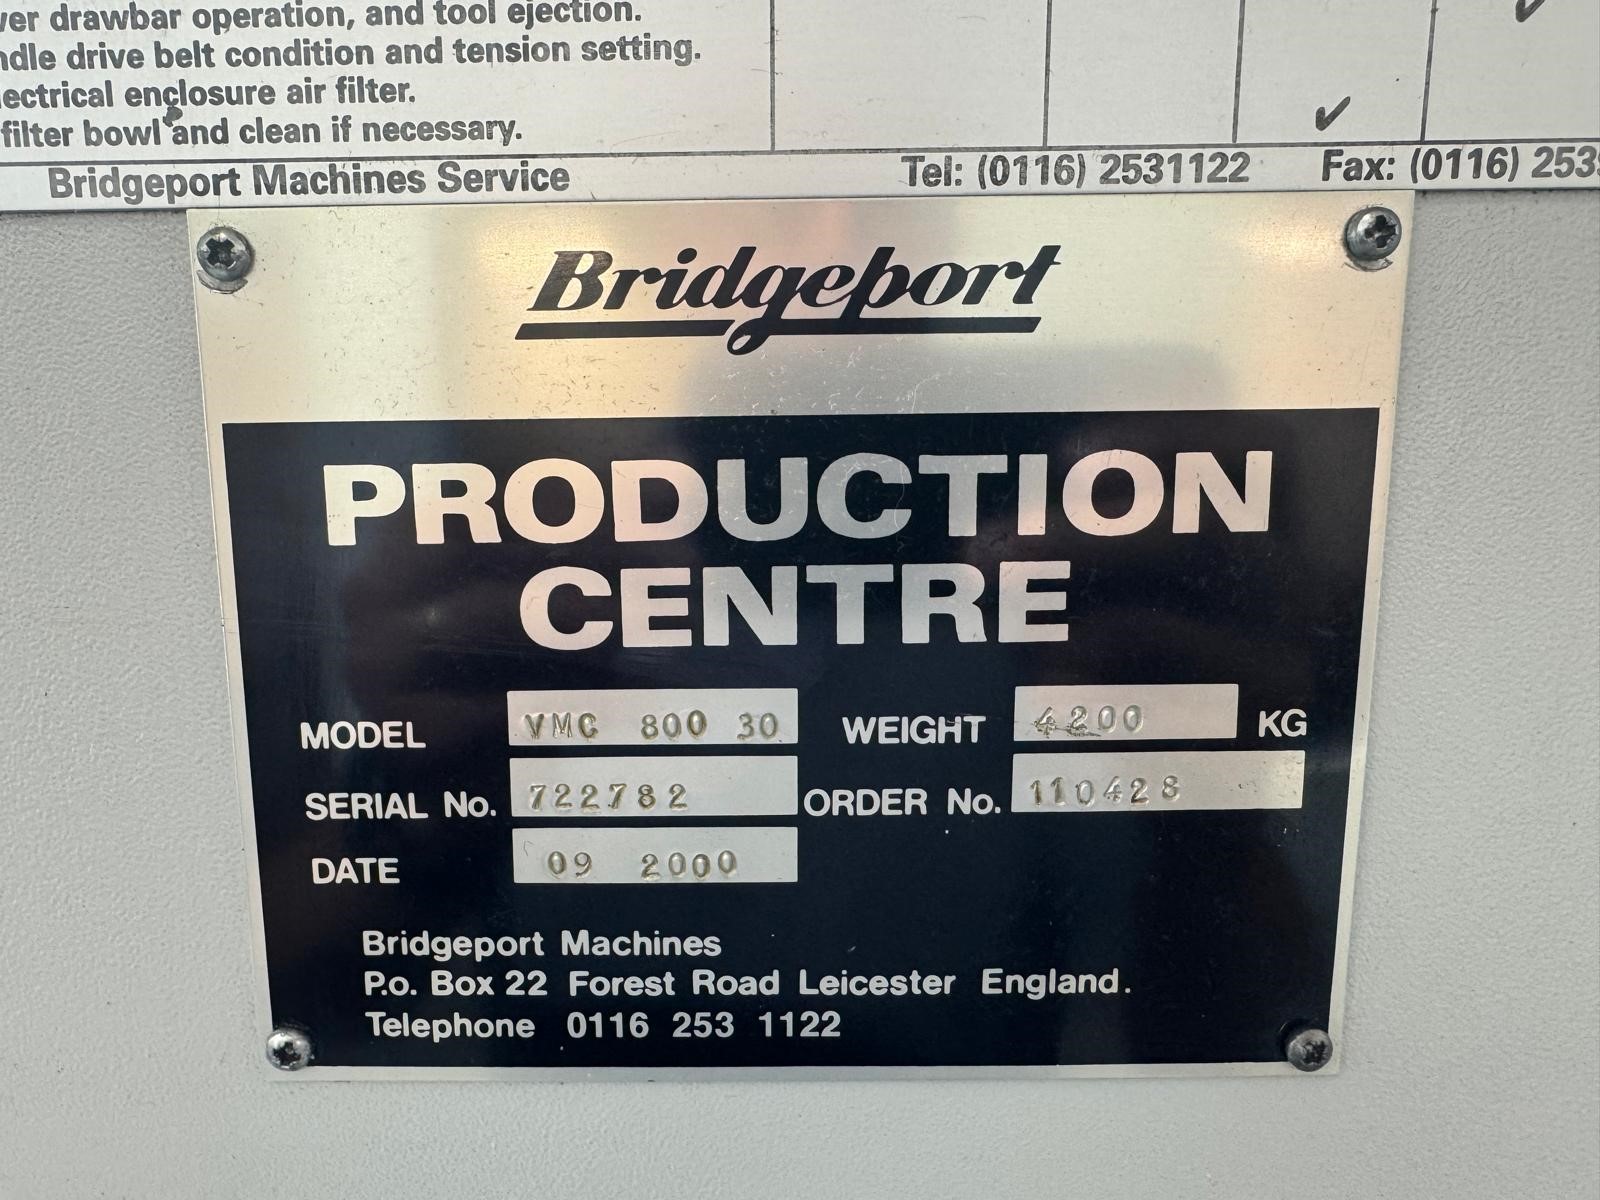 drawbar operation, and tool ejection.
drive belt condition and tension setting.
enclosure air filter.
filter bowl and clean if necessary.
Bridgeport Machines Service Tel: (0116) 2531122 Fax: (0116)
Bridgeport
PRODUCTION
CENTRE
MODEL VMC 800 30 WEIGHT 4200 KG
SERIAL No. 722782 ORDER No. 110428
DATE 09 2000
Bridgeport Machines
P.o. Box 22 Forest Road Leicester England.
Telephone 0116 253 1122